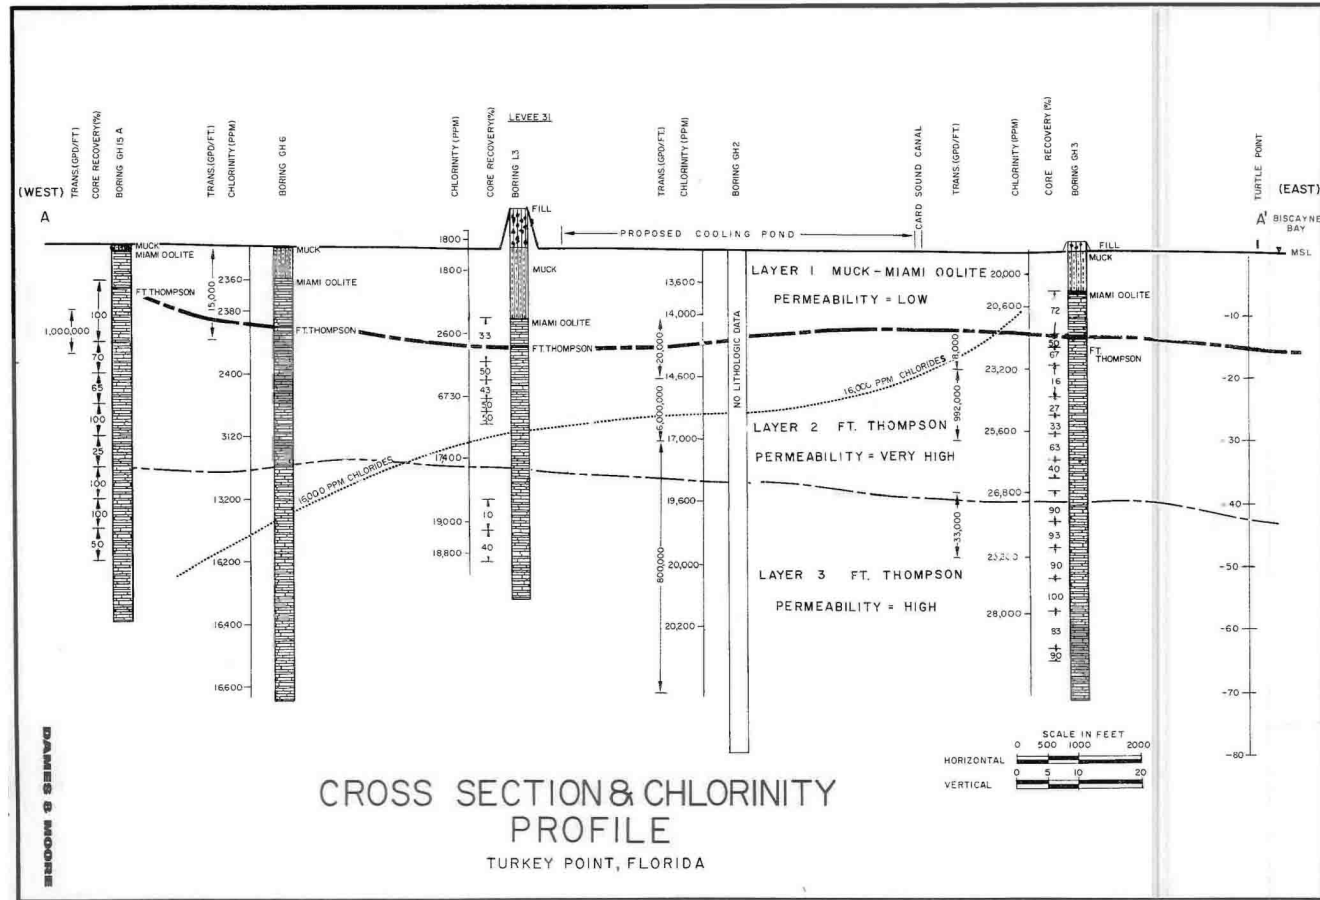 TRANS.(GPD/FT)
CORE RECOVERY(%)
BORING GH 15 A
TRANS.(GPD/FT.)
CHLORINITY(PPM)
BORING GH 6
CHLORINITY(PPM)
CORE RECOVERY(%)
LEVEE 31
BORING L3
TRANS.(GPD/FT.)
CHLORINITY(PPM)
BORING GH2
CARD SOUND CANAL
TRANS.(GPD/FT.)
CHLORINITY(PPM)
CORE RECOVERY (%)
BORING GH3
TURTLE POINT
(WEST)
(EAST)
A
A'
BISCAYNE
BAY
MSL
FILL
PROPOSED COOLING POND
FILL
MUCK
MIAMI OOLITE
FT.THOMPSON
1,000,000
100
70
65
100
25
100
100
50
15,000
2360
2380
2400
3120
13200
16,200
16,400
16,600
MUCK
MIAMI OOLITE
FT.THOMPSON
16,000 PPM CHLORIDES
1800
1800
2600
6730
17,400
19,000
18,800
33
50
43
10
40
MUCK
MIAMI OOLITE
FT.THOMPSON
20,000
6,000,000
800,000
13,600
14,000
14,600
17,000
19,600
20,000
20,200
NO LITHOLOGIC DATA
LAYER 1 MUCK-MIAMI OOLITE
PERMEABILITY = LOW
16,000 PPM CHLORIDES
LAYER 2 FT. THOMPSON
PERMEABILITY = VERY HIGH
LAYER 3 FT. THOMPSON
PERMEABILITY = HIGH
8,000
992,000
33,000
20,000
20,600
23,200
25,600
26,800
28,000
72
50
67
16
27
33
63
40
90
93
90
100
83
90
MUCK
MIAMI OOLITE
FT.
THOMPSON
-10
-20
-30
-40
-50
-60
-70
-80
SCALE IN FEET
0 500 1000 2000
HORIZONTAL
0 5 10 20
VERTICAL
CROSS SECTION & CHLORINITY
PROFILE
TURKEY POINT, FLORIDA
DAMES & MOORE